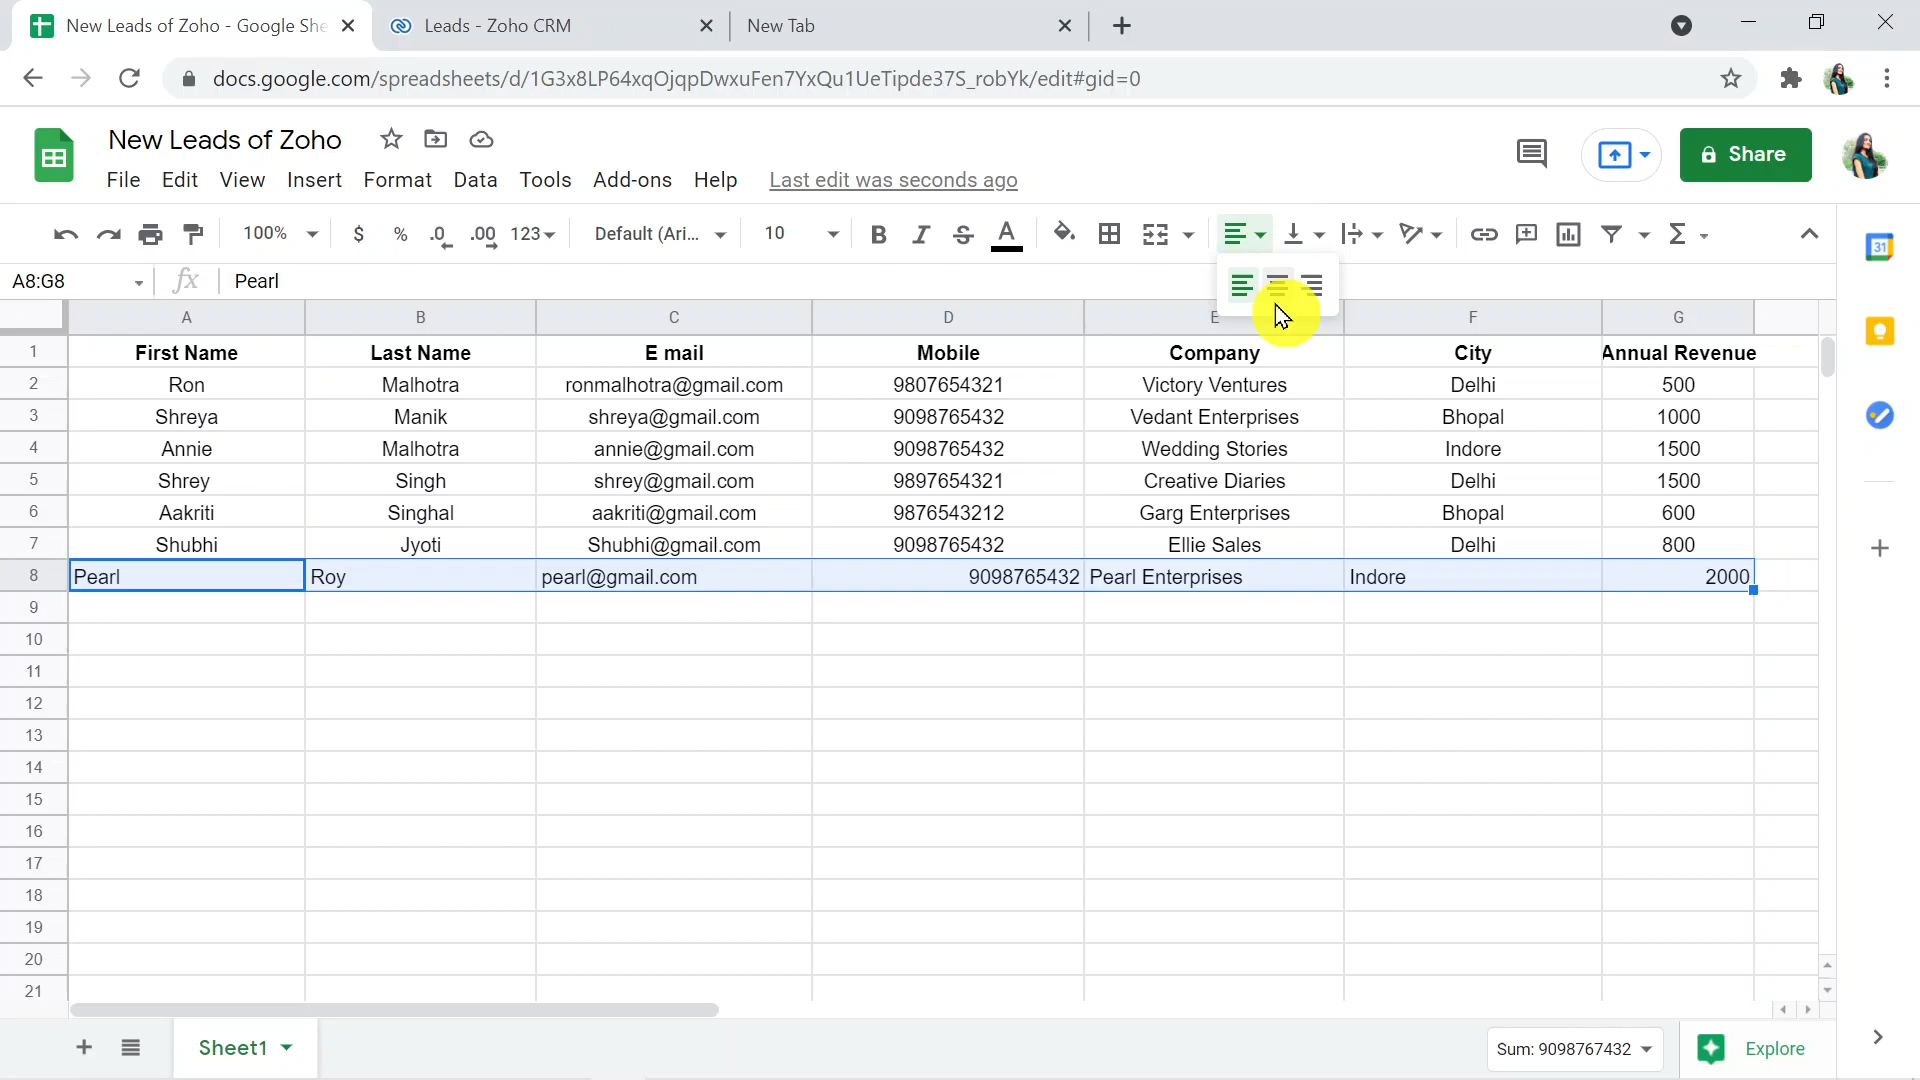 New Leads of Zoho - Google She
Leads - Zoho CRM
New Tab
docs.google.com/spreadsheets/d/1G3x8LP64xqOjqpDwxuFen7YxQu1UeTipde37S_robYk/edit#gid=0
New Leads of Zoho
Share
File Edit View Insert Format Data Tools Add-ons Help Last edit was seconds ago
100% $ % .0 .00 123 Default (Ari... 10 B I S A Σ
31
A8:G8 fx Pearl
A B C D E F G
1 First Name Last Name E mail Mobile Company City Annual Revenue
2 Ron Malhotra ronmalhotra@gmail.com 9807654321 Victory Ventures Delhi 500
3 Shreya Manik shreya@gmail.com 9098765432 Vedant Enterprises Bhopal 1000
4 Annie Malhotra annie@gmail.com 9098765432 Wedding Stories Indore 1500
5 Shrey Singh shrey@gmail.com 9897654321 Creative Diaries Delhi 1500
6 Aakriti Singhal aakriti@gmail.com 9876543212 Garg Enterprises Bhopal 600
7 Shubhi Jyoti Shubhi@gmail.com 9098765432 Ellie Sales Delhi 800
8 Pearl Roy pearl@gmail.com 9098765432 Pearl Enterprises Indore 2000
9
10
11
12
13
14
15
16
17
18
19
20
21
Sheet1
Sum: 9098767432
Explore